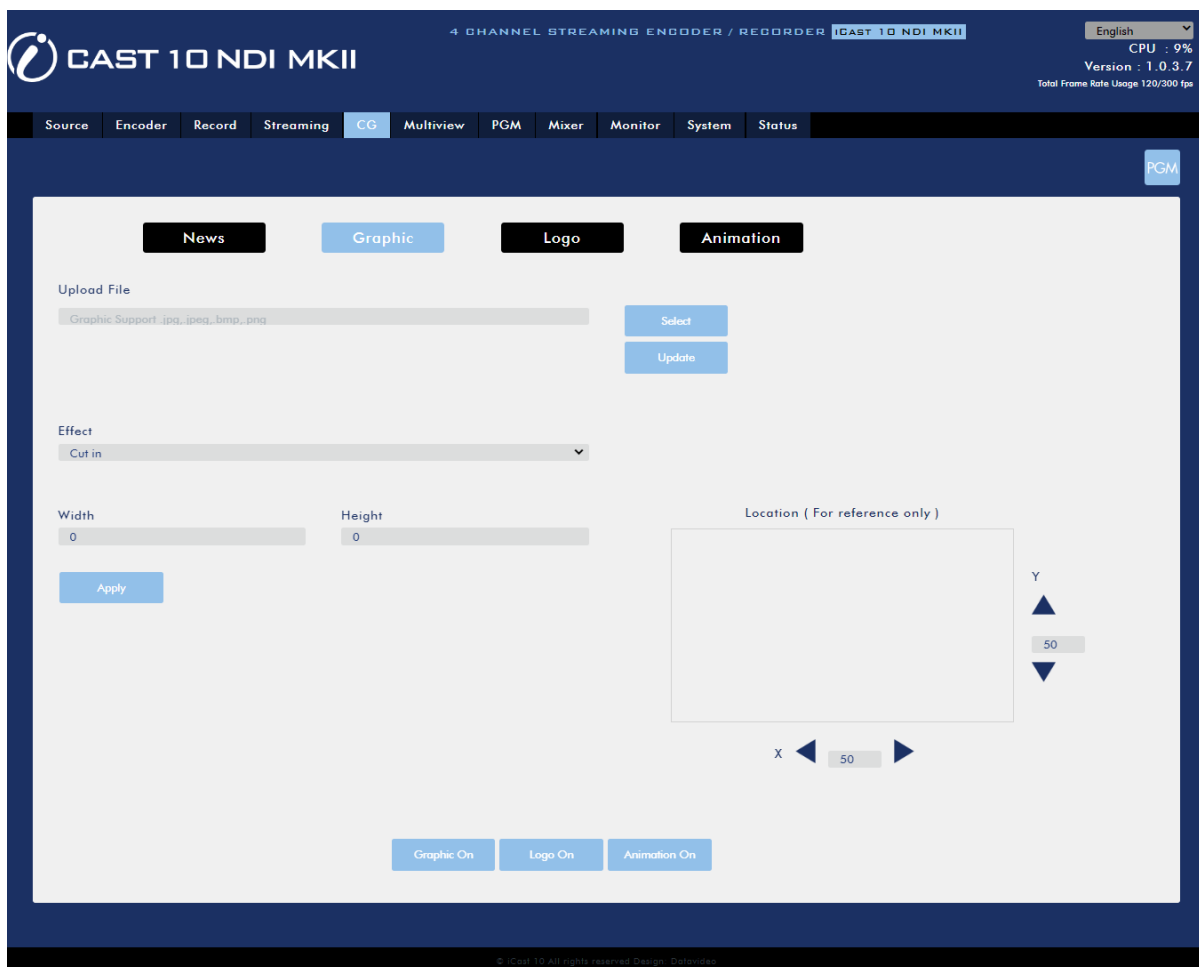 4 CHANNEL STREAMING ENCODER / RECORDER iCAST 10 NDI MKII
English
i CAST 10 NDI MKII
CPU : 9%
Version : 1.0.3.7
Total Frame Rate Usage 120/300 fps
Source Encoder Record Streaming CG Multiview PGM Mixer Monitor System Status
PGM
News Graphic Logo Animation
Upload File
Graphic Support .jpg,.jpeg,.bmp,.png
Select
Update
Effect
Cut in
Width Height Location ( For reference only )
0 0
Apply
Y
50
X 50
Graphic On Logo On Animation On
© iCast 10 All rights reserved Design: Datavideo